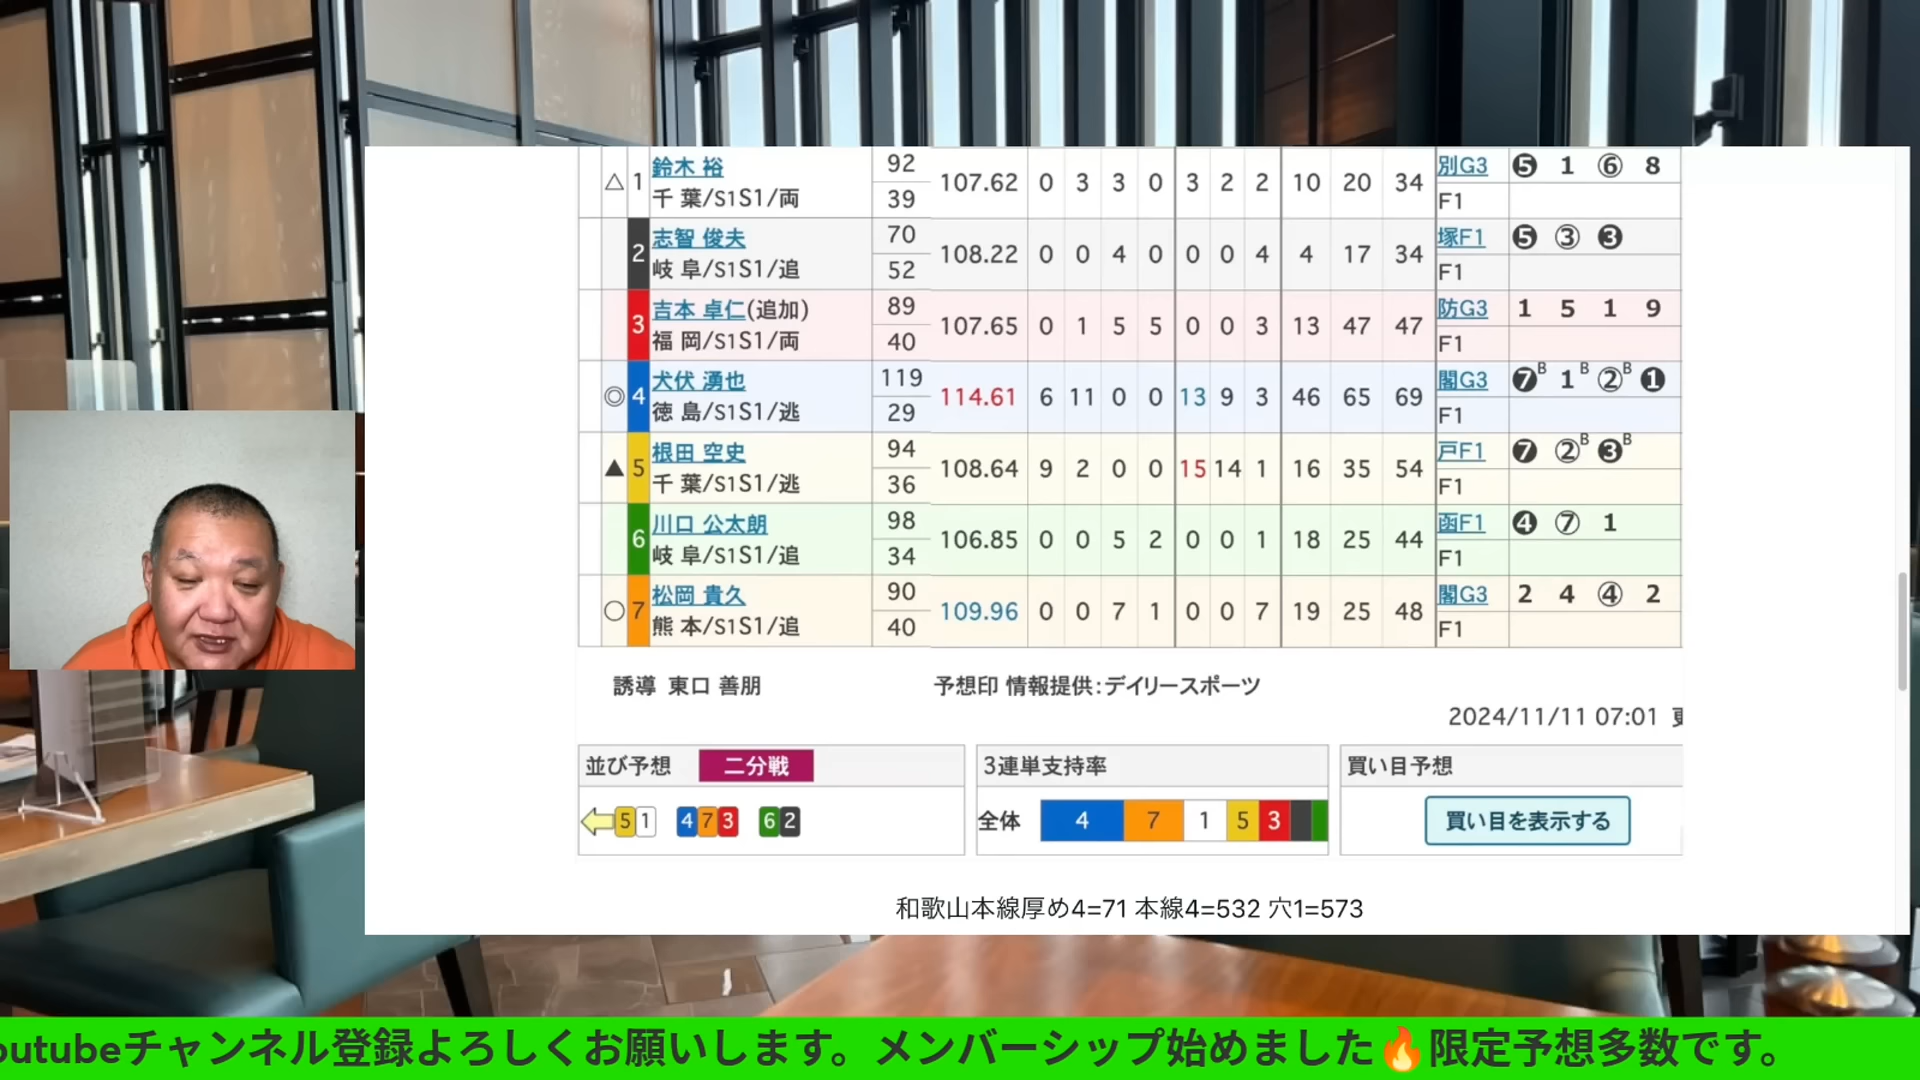 △ 1 鈴木 裕 92 107.62 0 3 3 0 3 2 2 10 20 34 別G3 ❺ 1 ⑥ 8
千 葉/S1S1/両 39 F1
2 志智 俊夫 70 108.22 0 0 4 0 0 0 4 4 17 34 塚F1 ❺ ③ ❸
岐 阜/S1S1/追 52 F1
3 吉本 卓仁(追加) 89 107.65 0 1 5 5 0 0 3 13 47 47 防G3 1 5 1 9
福 岡/S1S1/両 40 F1
◎ 4 犬伏 湧也 119 114.61 6 11 0 0 13 9 3 46 65 69 閣G3 ❼B 1B ②B ❶
徳 島/S1S1/逃 29 F1
▲ 5 根田 空史 94 108.64 9 2 0 0 15 14 1 16 35 54 戸F1 ❼ ②B ❸B
千 葉/S1S1/逃 36 F1
6 川口 公太朗 98 106.85 0 0 5 2 0 0 1 18 25 44 函F1 ❹ ⑦ 1
岐 阜/S1S1/追 34 F1
○ 7 松岡 貴久 90 109.96 0 0 7 1 0 0 7 19 25 48 閣G3 2 4 ④ 2
熊 本/S1S1/追 40 F1
誘導 東口 善朋 予想印 情報提供:デイリースポーツ
2024/11/11 07:01
並び予想 二分戦 3連単支持率 買い目予想
5 1 4 7 3 6 2 全体 4 7 1 5 3 買い目を表示する
和歌山本線厚め4=71 本線4=532 穴1=573
outubeチャンネル登録よろしくお願いします。メンバーシップ始めました🔥限定予想多数です。